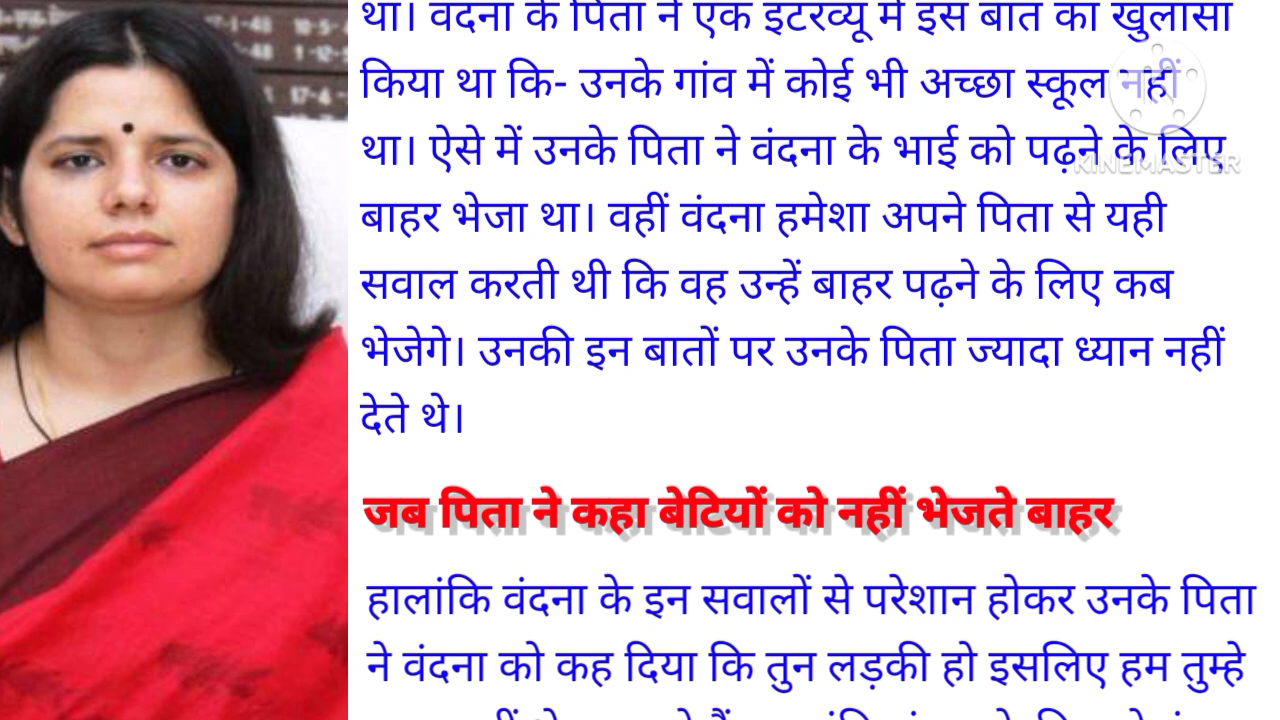 था। वंदना के पिता ने एक इंटरव्यू में इस बात का खुलासा
किया था कि- उनके गांव में कोई भी अच्छा स्कूल नहीं
था। ऐसे में उनके पिता ने वंदना के भाई को पढ़ने के लिए
KINEMASTER
बाहर भेजा था। वहीं वंदना हमेशा अपने पिता से यही
सवाल करती थी कि वह उन्हें बाहर पढ़ने के लिए कब
भेजेगे। उनकी इन बातों पर उनके पिता ज्यादा ध्यान नहीं
देते थे।
जब पिता ने कहा बेटियों को नहीं भेजते बाहर
हालांकि वंदना के इन सवालों से परेशान होकर उनके पिता
ने वंदना को कह दिया कि तुन लड़की हो इसलिए हम तुम्हे